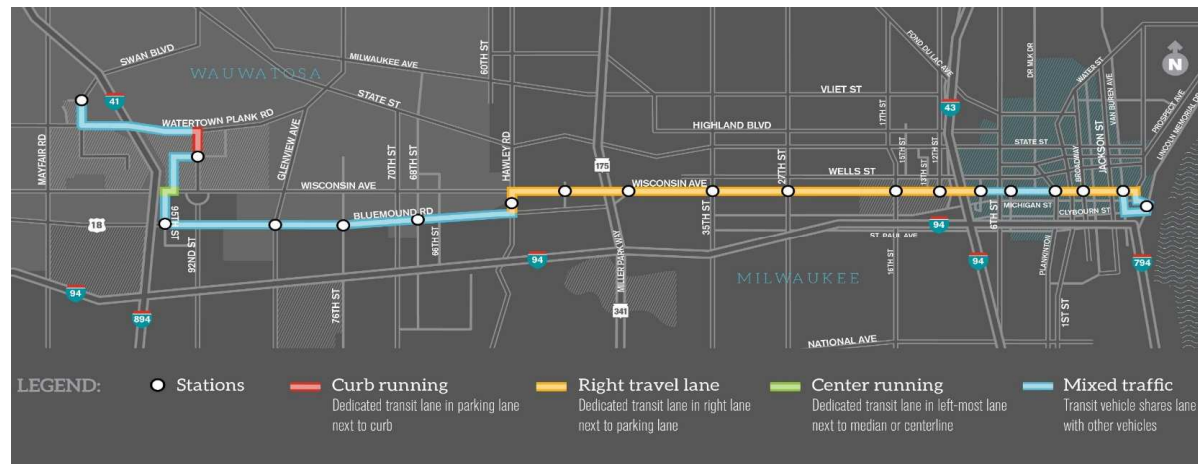 SWAN BLVD
WAUWATOSA
MILWAUKEE AVE
60TH ST
FOND DU LAC AVE
DR MLK DR
WATER ST
VAN BUREN AVE
N
41
STATE ST
VLIET ST
17TH ST
43
PROSPECT AVE
LINCOLN MEMORIAL DR
MAYFAIR RD
WATERTOWN PLANK RD
GLENVIEW AVE
70TH ST
68TH ST
HAWLEY RD
175
HIGHLAND BLVD
27TH ST
15TH ST
13TH ST
12TH ST
STATE ST
BROADWAY
JACKSON ST
WISCONSIN AVE
WISCONSIN AVE
WELLS ST
95TH ST
BLUEMOUND RD
35TH ST
MICHIGAN ST
6TH ST
CLYBOURN ST
18
92ND ST
66TH ST
94
ST. PAUL AVE
94
94
76TH ST
MILLER PARK WAY
16TH ST
94
PLANKINTON
794
894
341
MILWAUKEE
1ST ST
NATIONAL AVE
LEGEND:
Stations
Curb running
Dedicated transit lane in parking lane
next to curb
Right travel lane
Dedicated transit lane in right lane
next to parking lane
Center running
Dedicated transit lane in left-most lane
next to median or centerline
Mixed traffic
Transit vehicle shares lane
with other vehicles